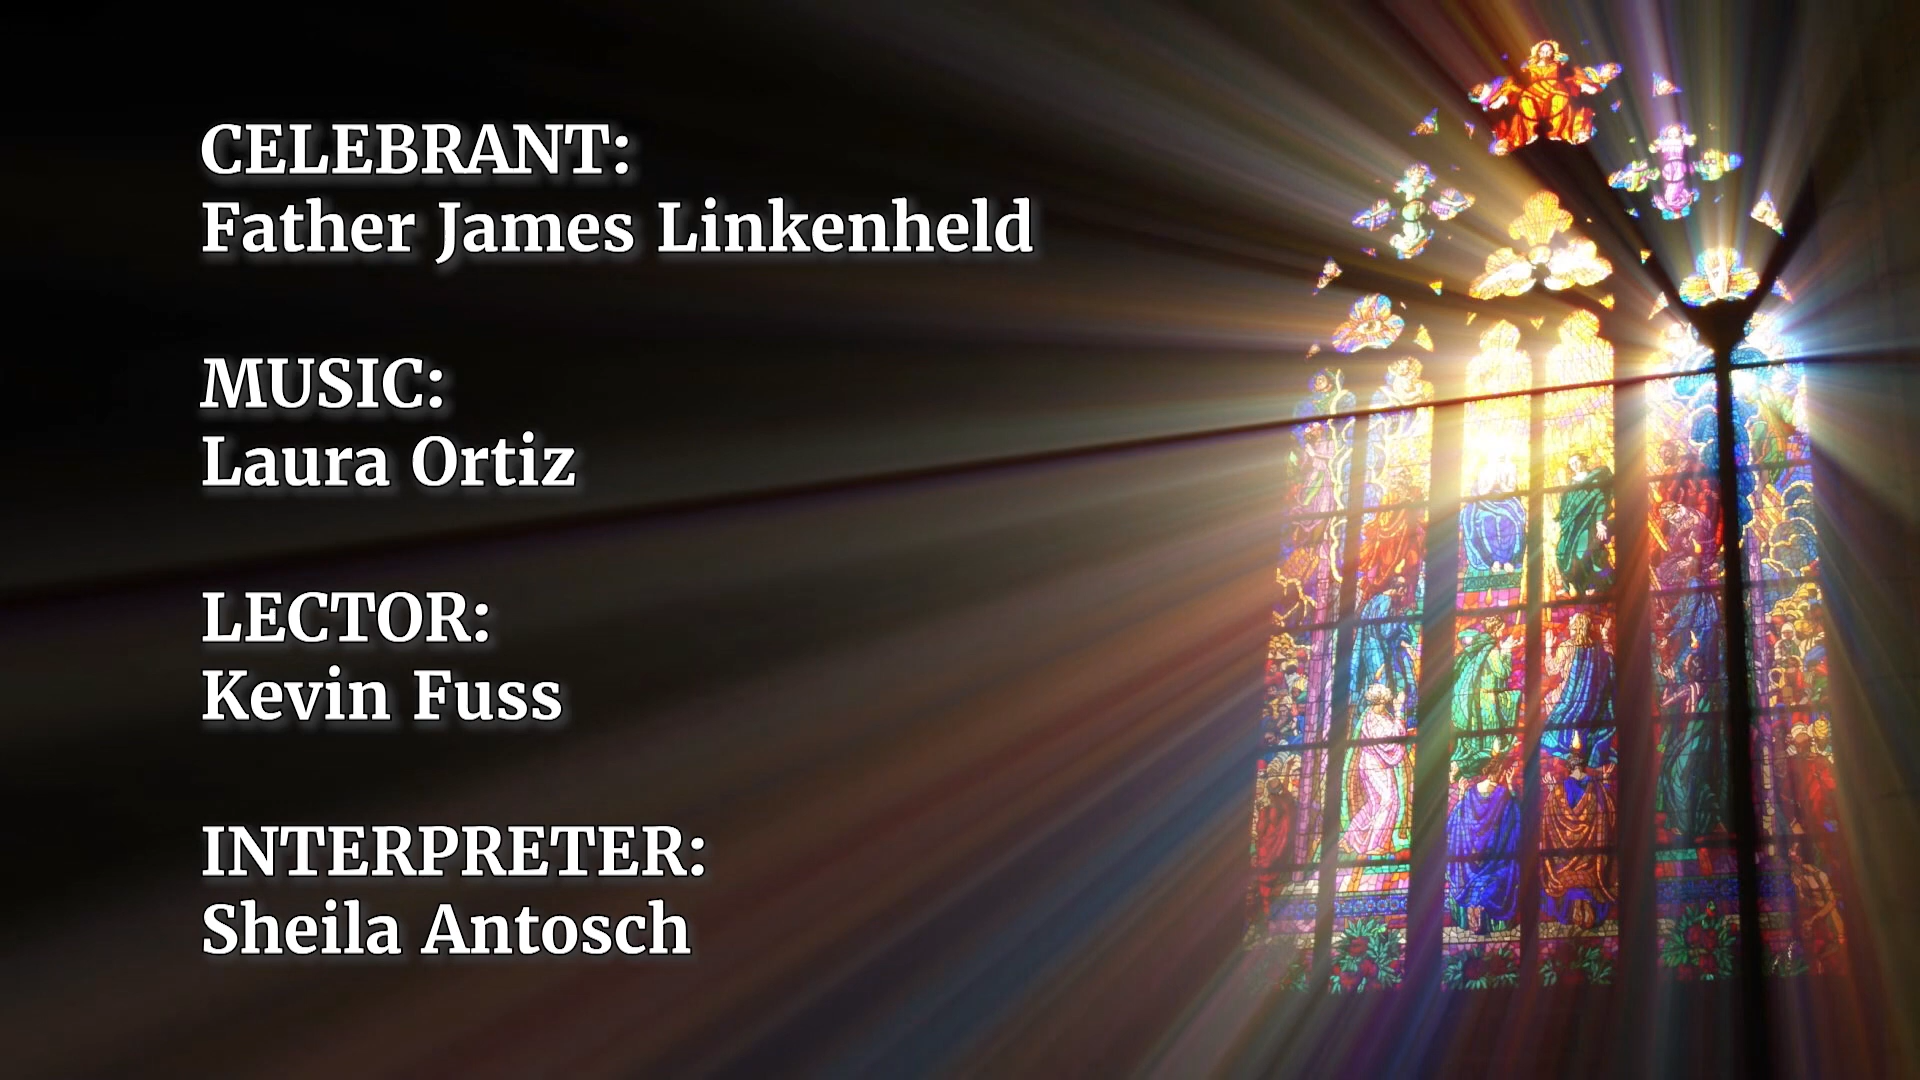 CELEBRANT:
Father James Linkenheld
MUSIC:
Laura Ortiz
LECTOR:
Kevin Fuss
INTERPRETER:
Sheila Antosch